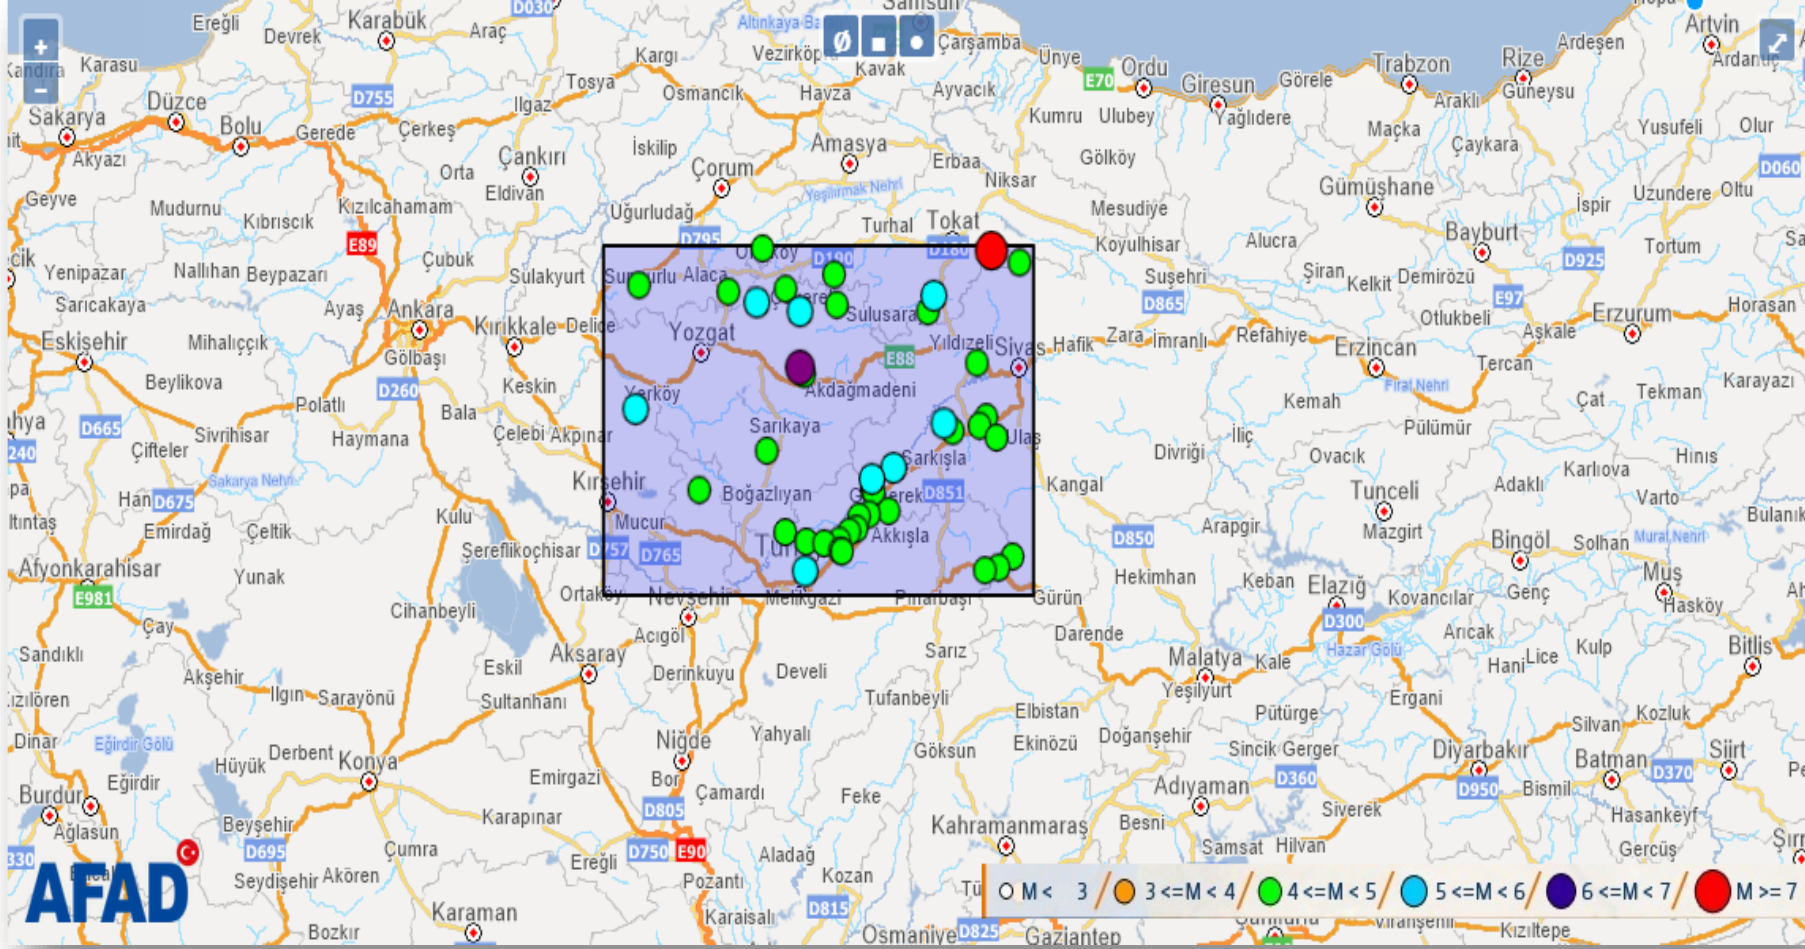 D030
Samsun
Ereğli
Karabük
Devrek
Araç
Altınkaya Ba
Vezirköp
Çarşamba
Artvin
Ardeşen
Ardanuç
+
−
Ø
Kandıra
Karasu
Kargı
Kavak
Ünye
E70
Ordu
Giresun
Görele
Trabzon
Rize
Güneysu
Tosya
Osmancık
Havza
Ayvacık
Düzce
D755
Ilgaz
Sakarya
Bolu
Gerede
Çerkeş
Kumru
Ulubey
Yağlıdere
Araklı
Maçka
Çaykara
Yusufeli
Olur
Akyazı
Çankırı
İskilip
Amasya
Erbaa
Gölköy
D060
Geyve
Orta
Eldivan
Çorum
Yeşilırmak Nehri
Niksar
Gümüşhane
Uzundere
Oltu
Mudurnu
Kıbrıscık
Kızılcahamam
Uğurludağ
Turhal
Tokat
Mesudiye
İspir
D795
E89
Koyulhisar
Alucra
Bayburt
Tortum
Yenipazar
Nallıhan
Beypazarı
Çubuk
Sulakyurt
Alaca
D190
D180
Suşehri
Şiran
Kelkit
Demirözü
D925
Sarıcakaya
Ayaş
Ankara
Sulusara
D865
E97
Otlukbeli
Horasan
Erzurum
Eskişehir
Mihalıççık
Gölbaşı
Kırıkkale
Delice
Yozgat
E88
Yıldızeli
Sivas
Hafik
Zara
İmranlı
Refahiye
Erzincan
Aşkale
Tercan
Beylikova
D260
Keskin
Yerköy
Akdağmadeni
Fırat Nehri
Tekman
Karayazı
Polatlı
Bala
Kemah
Çat
D665
Sivrihisar
Haymana
Çelebi
Akpınar
Sarıkaya
Ulaş
Pülümür
240
Çifteler
Divriği
İliç
Ovacık
Karlıova
Hınıs
Sakarya Nehri
Kırşehir
Boğazlıyan
Şarkışla
D851
Kangal
Tunceli
Adaklı
Varto
Han
D675
Emirdağ
Çeltik
Kulu
Mucur
Akkışla
Arapgir
Mazgirt
Bulanık
Şereflikoçhisar
D757
D765
D850
Bingöl
Solhan
Murat Nehri
Afyonkarahisar
Yunak
Hekimhan
Keban
Elazığ
Genç
Muş
E981
Cihanbeyli
Ortaköy
Nevşehir
Melikgazi
Pınarbaşı
Gürün
Kovancılar
Hasköy
Çay
Acıgöl
Darende
D300
Arıcak
Kulp
Bitlis
Sandıklı
Akşehir
Eskil
Aksaray
Derinkuyu
Develi
Sarız
Malatya
Kale
Hazar Gölü
Hani
Lice
Ilgın
Sarayönü
Sultanhanı
Tufanbeyli
Elbistan
Yeşilyurt
Pütürge
Ergani
Silvan
Kozluk
Dinar
Eğirdir Gölü
Derbent
Konya
Niğde
Yahyalı
Göksun
Ekinözü
Doğanşehir
Sincik
Gerger
Diyarbakır
Batman
Siirt
Hüyük
Eğirdir
Emirgazi
Bor
Çamardı
Feke
Adıyaman
D360
D950
Bismil
D370
Burdur
Karapınar
D805
Kahramanmaraş
Besni
Siverek
Hasankeyf
Ağlasun
Beyşehir
330
D695
Çumra
Ereğli
D750
E90
Aladağ
Samsat
Hilvan
Gercüş
AFAD
Seydişehir
Akören
Pozantı
Kozan
M < 3
3 <=M < 4
4 <=M < 5
5 <=M < 6
6 <=M < 7
M >= 7
Karaman
Karaisalı
D815
Bozkır
Osmaniye
D825
Gaziantep
Şanlıurfa
Viranşehir
Kızıltepe